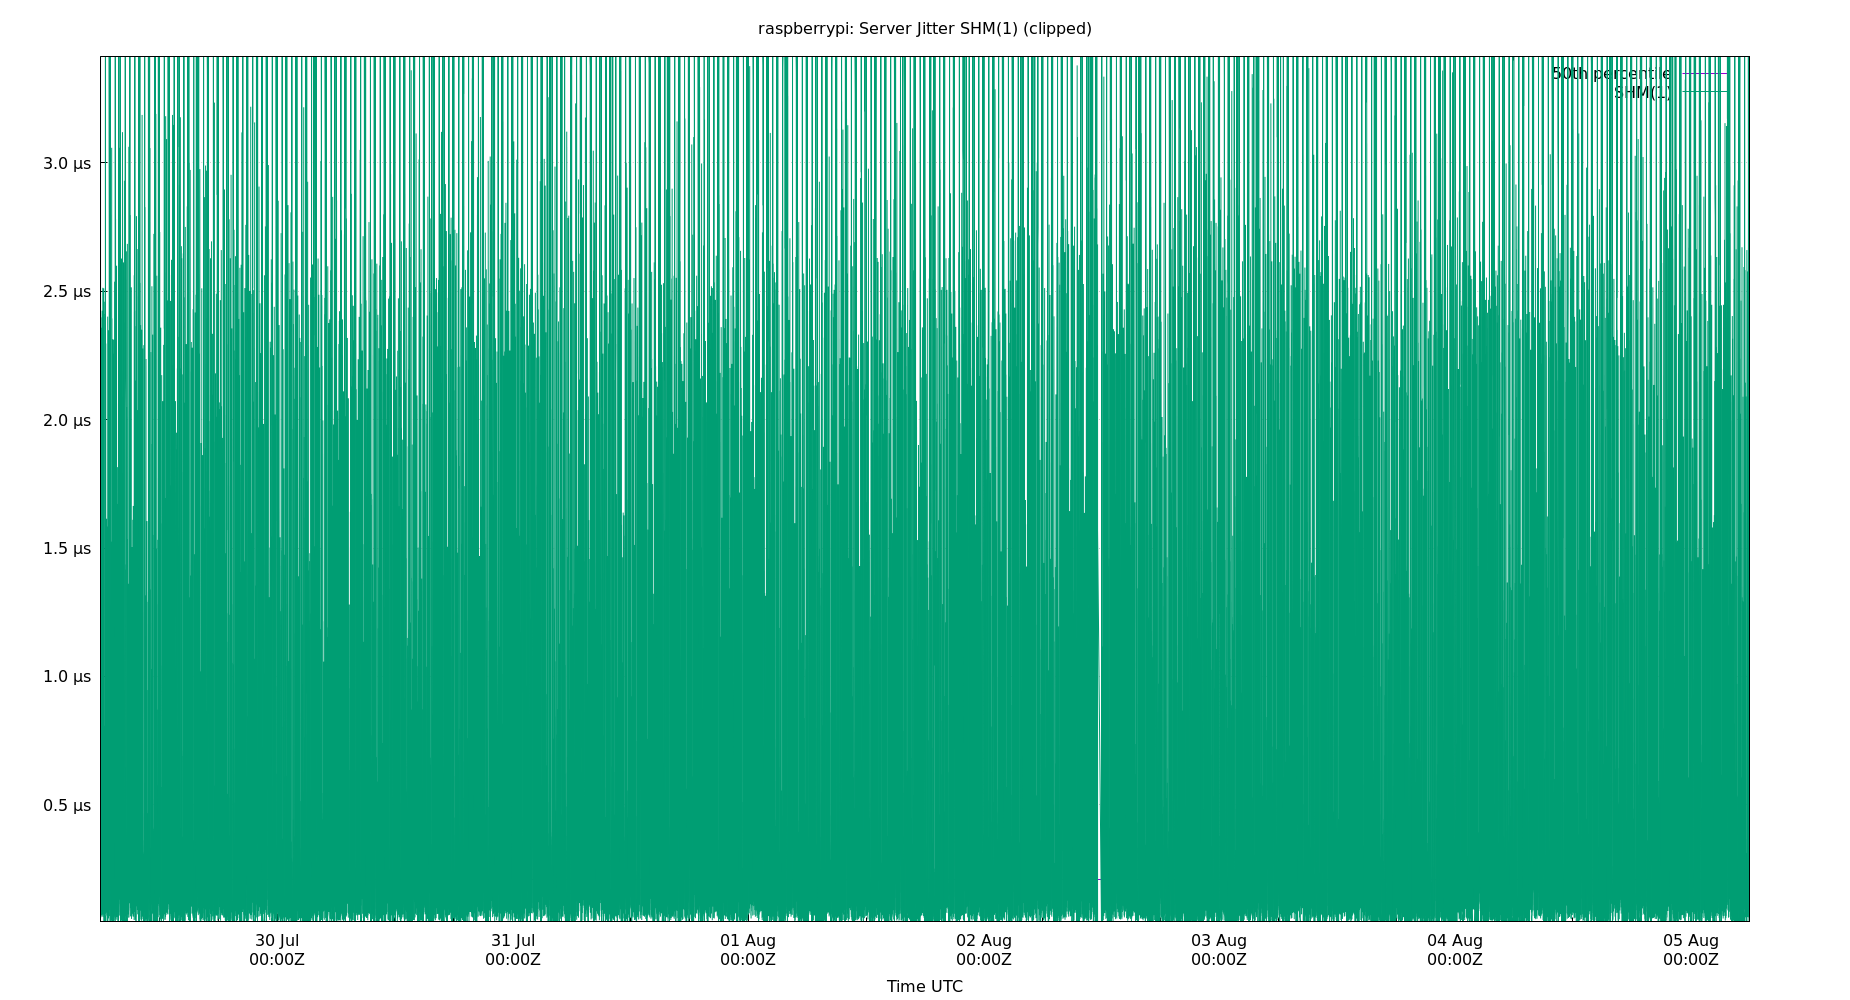 raspberrypi: Server Jitter SHM(1) (clipped)
50th percentile
SHM(1)
3.0 µs
2.5 µs
2.0 µs
1.5 µs
1.0 µs
0.5 µs
30 Jul 31 Jul 01 Aug 02 Aug 03 Aug 04 Aug 05 Aug
00:00Z 00:00Z 00:00Z 00:00Z 00:00Z 00:00Z 00:00Z
Time UTC